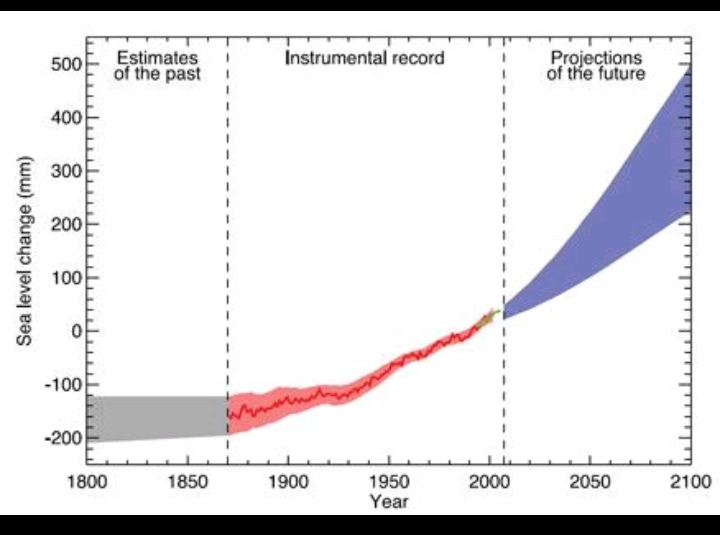 Estimates
of the past
Instrumental record
Projections
of the future
Sea level change (mm)
500
400
300
200
100
0
-100
-200
1800
1850
1900
1950
2000
2050
2100
Year